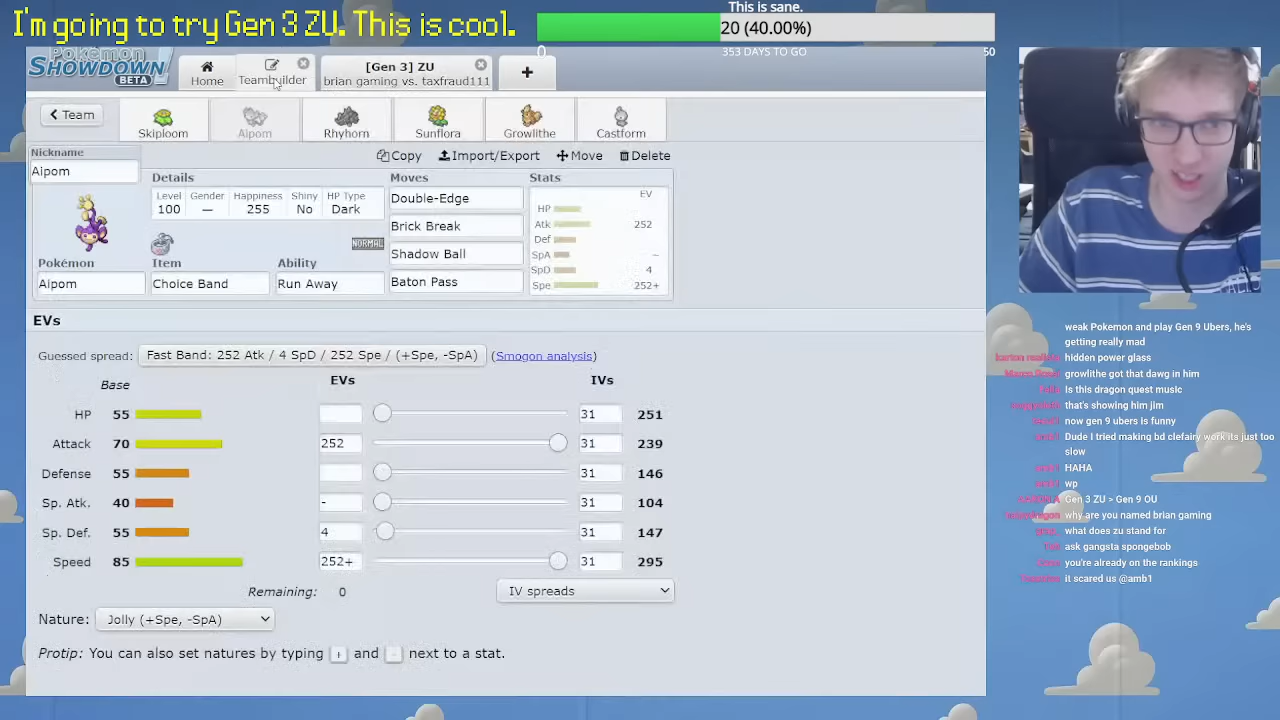 I'm going to try Gen 3 ZU. This is cool.
This is sane.
20 (40.00%)
0
353 DAYS TO GO
50
Pokémon
SHOWDOWN!
BETA
Home
Teambuilder
[Gen 3] ZU
brian gaming vs. taxfraud111
+
Team
Skiploom
Aipom
Rhyhorn
Sunflora
Growlithe
Castform
Copy
Import/Export
Move
Delete
Nickname
Aipom
Details
Level
Gender
Happiness
Shiny
HP Type
100
—
255
No
Dark
NORMAL
Pokémon
Aipom
Item
Choice Band
Ability
Run Away
Moves
Double-Edge
Brick Break
Shadow Ball
Baton Pass
Stats
EV
HP
Atk 252
Def
SpA –
SpD 4
Spe 252+
EVs
Guessed spread: Fast Band: 252 Atk / 4 SpD / 252 Spe / (+Spe, -SpA) (Smogon analysis)
Base EVs IVs
HP 55 31 251
Attack 70 252 31 239
Defense 55 31 146
Sp. Atk. 40 - 31 104
Sp. Def. 55 4 31 147
Speed 85 252+ 31 295
Remaining: 0
IV spreads
Nature: Jolly (+Spe, -SpA)
Protip: You can also set natures by typing + and - next to a stat.
weak Pokemon and play Gen 9 Ubers, he's
getting really mad
hidden power glass
growlithe got that dawg in him
Is this dragon quest music
that's showing him jim
now gen 9 ubers is funny
Dude I tried making bd clefairy work its just too
slow
HAHA
wp
Gen 3 ZU > Gen 9 OU
why are you named brian gaming
what does zu stand for
ask gangsta spongebob
you're already on the rankings
it scared us @amb1